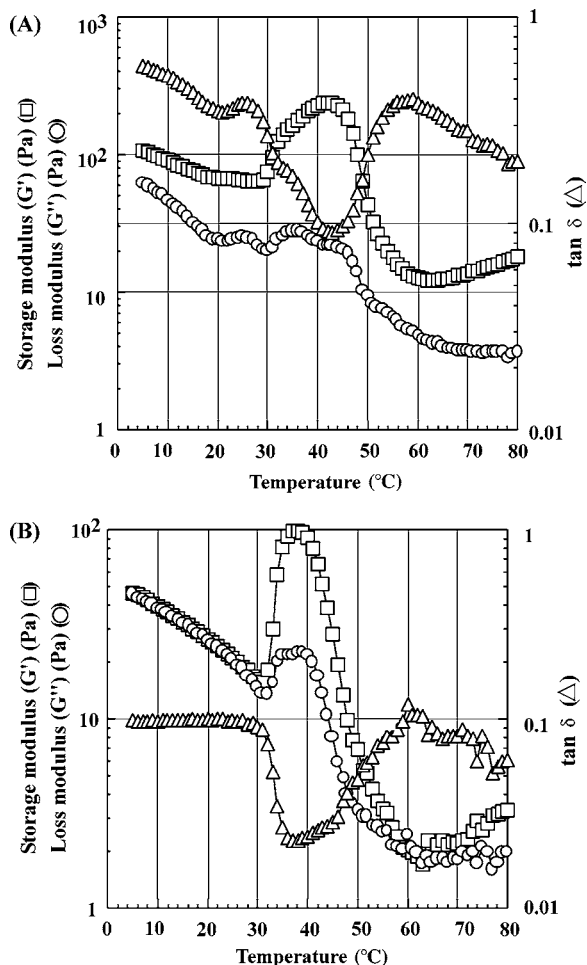 (A)
10³
10²
10
1
1
0.1
0.01
Storage modulus (G') (Pa) (□)
Loss modulus (G'') (Pa) (○)
tan δ (△)
0 10 20 30 40 50 60 70 80
Temperature (°C)
(B)
10²
10
1
1
0.1
0.01
Storage modulus (G') (Pa) (□)
Loss modulus (G'') (Pa) (○)
tan δ (△)
0 10 20 30 40 50 60 70 80
Temperature (°C)